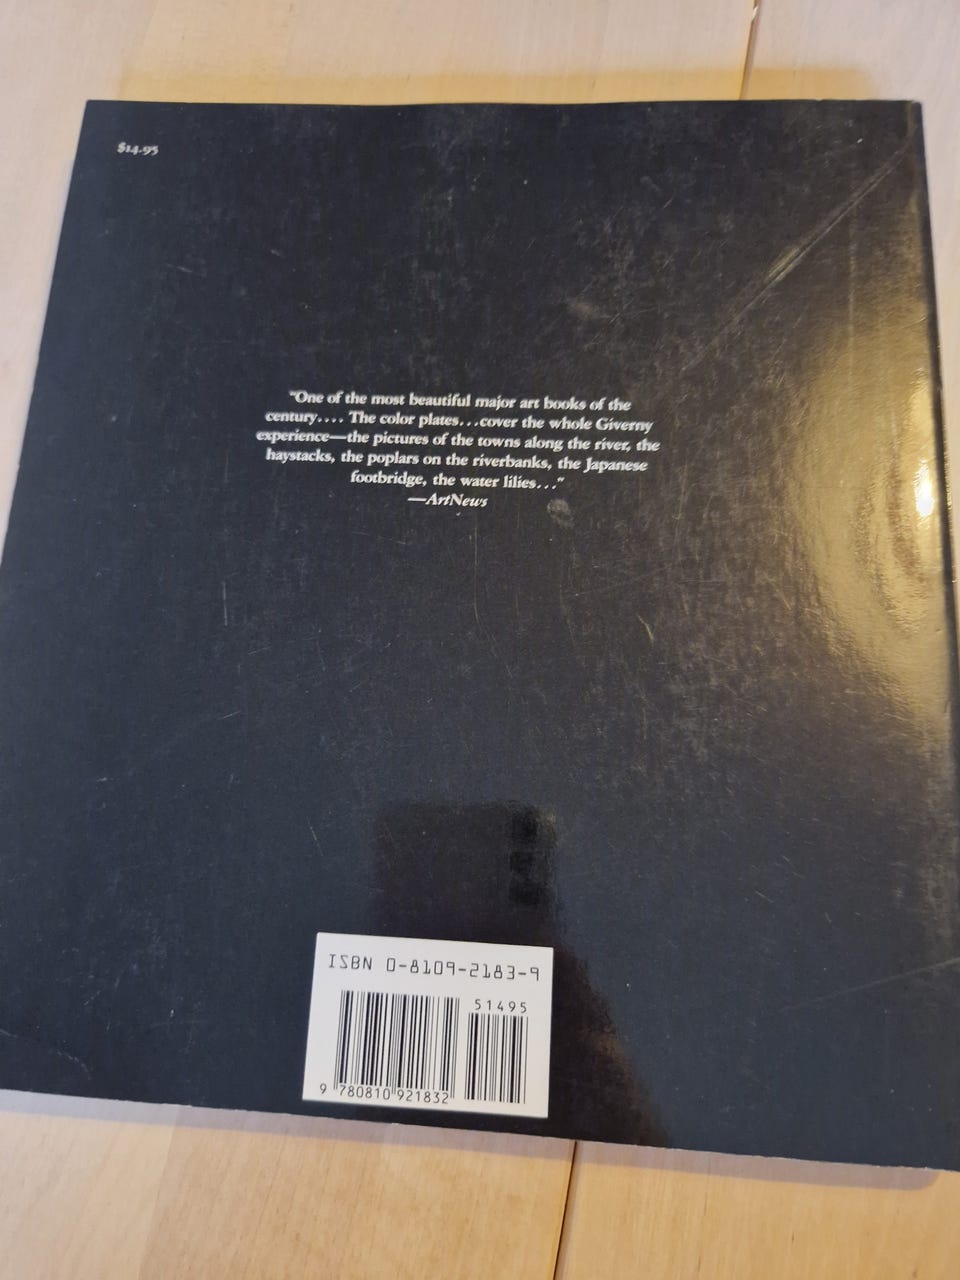 $14.95
"One of the most beautiful major art books of the
century.... The color plates...cover the whole Giverny
experience—the pictures of the towns along the river, the
haystacks, the poplars on the riverbanks, the Japanese
footbridge, the water lilies..."
—ArtNews
ISBN 0-8109-2183-9
51495
9 780810 921832